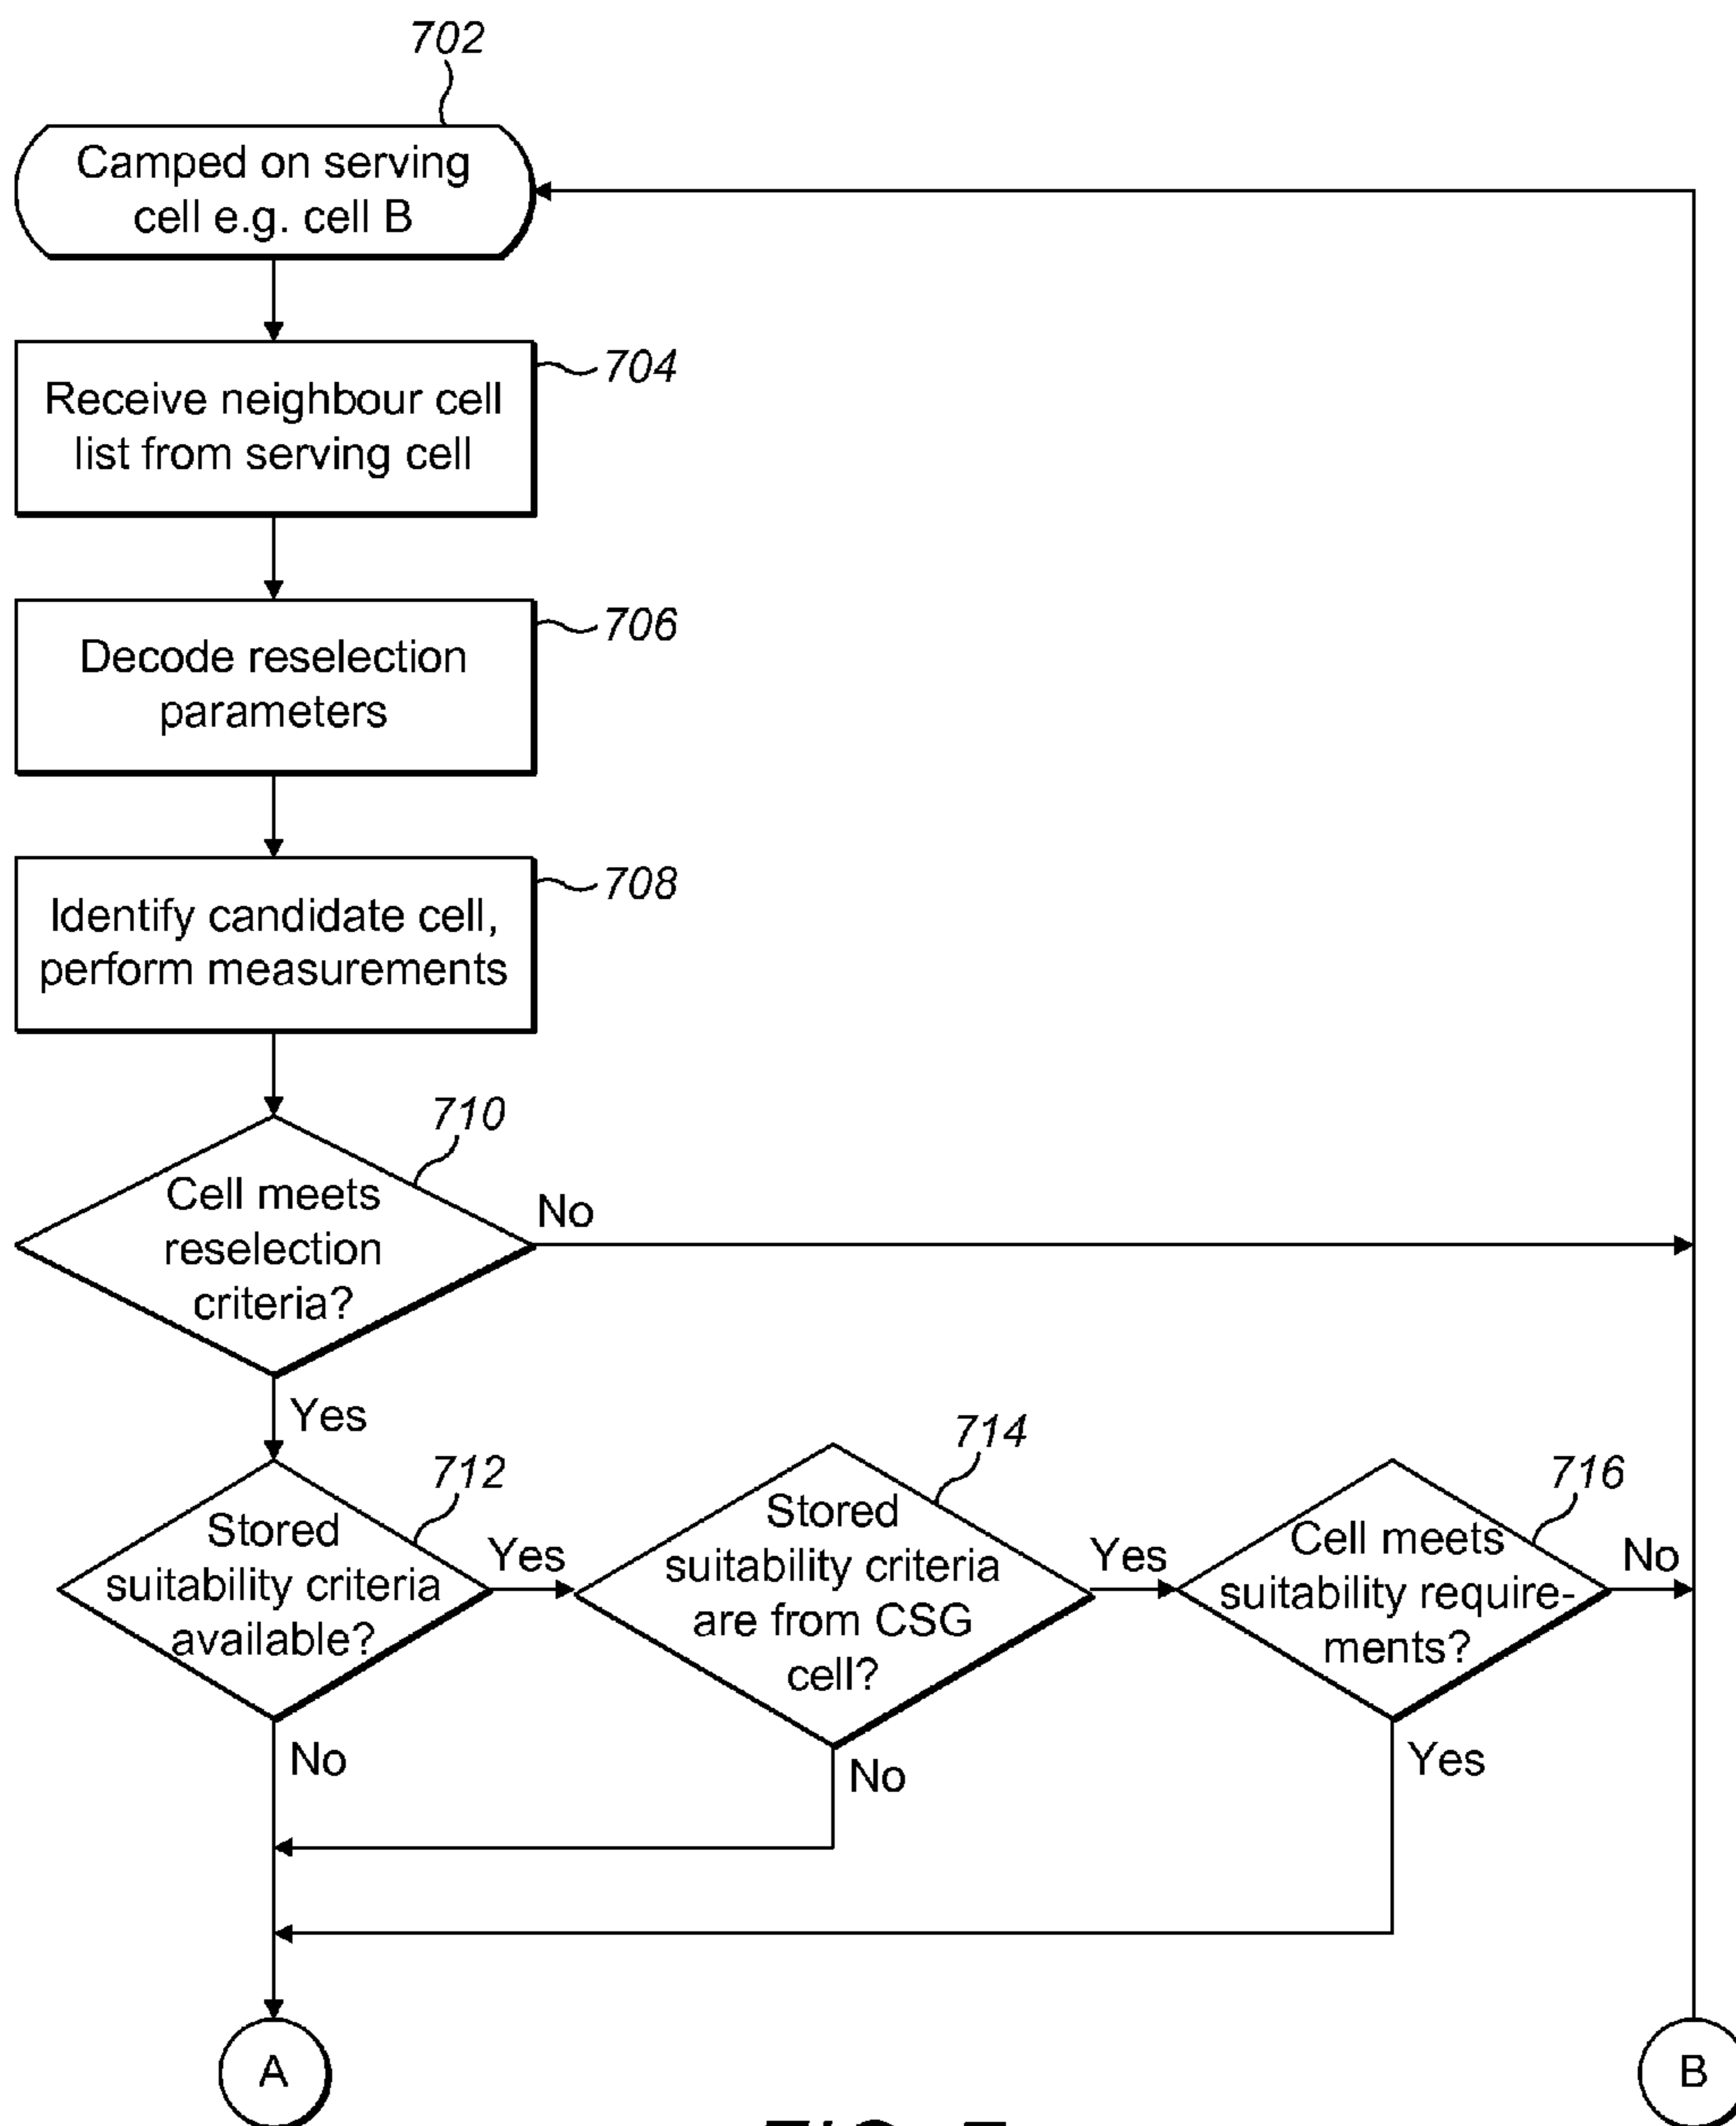 702
Camped on serving
cell e.g. cell B
704
Receive neighbour cell
list from serving cell
706
Decode reselection
parameters
708
Identify candidate cell,
perform measurements
710
Cell meets
reselection
criteria?
No
Yes
712
Stored
suitability criteria
available?
Yes
No
714
Stored
suitability criteria
are from CSG
cell?
Yes
No
716
Cell meets
suitability require-
ments?
No
Yes
A
B